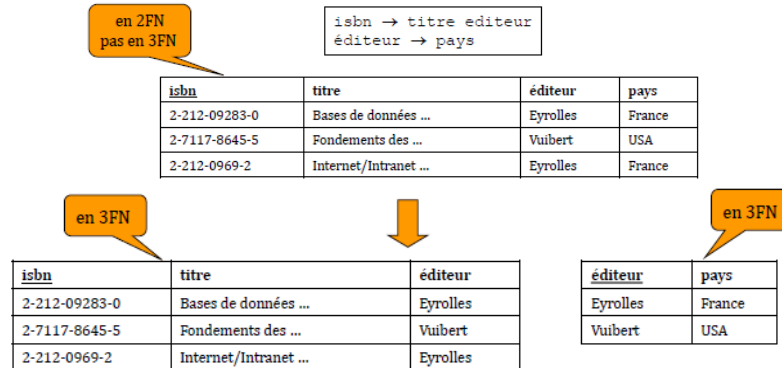 en 2FN
pas en 3FN
isbn → titre editeur
éditeur → pays
isbn titre éditeur pays
2-212-09283-0 Bases de données ... Eyrolles France
2-7117-8645-5 Fondements des ... Vuibert USA
2-212-0969-2 Internet/Intranet ... Eyrolles France
en 3FN
en 3FN
isbn titre éditeur
2-212-09283-0 Bases de données ... Eyrolles
2-7117-8645-5 Fondements des ... Vuibert
2-212-0969-2 Internet/Intranet ... Eyrolles
éditeur pays
Eyrolles France
Vuibert USA